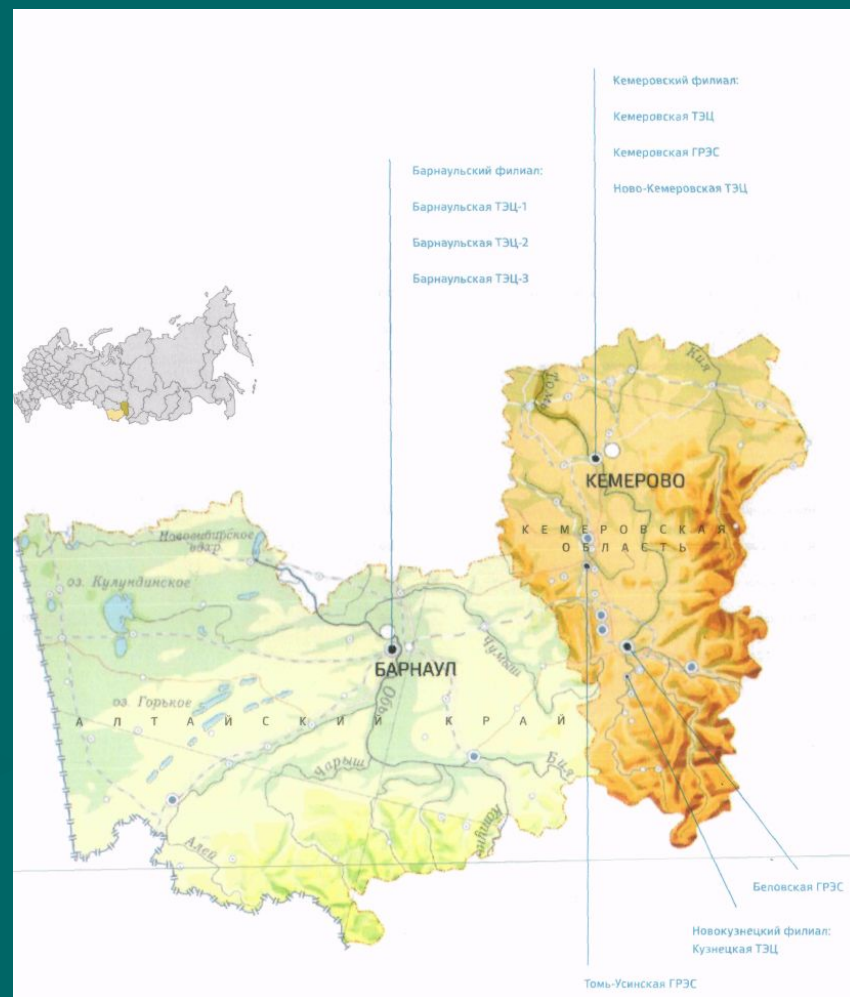 Кемеровский филиал:
Кемеровская ТЭЦ
Кемеровская ГРЭС
Ново-Кемеровская ТЭЦ
Барнаульский филиал:
Барнаульская ТЭЦ-1
Барнаульская ТЭЦ-2
Барнаульская ТЭЦ-3
Томь
Кия
КЕМЕРОВО
КЕМЕРОВСКАЯ
ОБЛАСТЬ
Новосибирское
вдхр.
оз. Кулундинское
Чумыш
БАРНАУЛ
Обь
оз. Горькое
АЛТАЙСКИЙ КРАЙ
Чарыш
Бия
Катунь
Алей
Беловская ГРЭС
Новокузнецкий филиал:
Кузнецкая ТЭЦ
Томь-Усинская ГРЭС